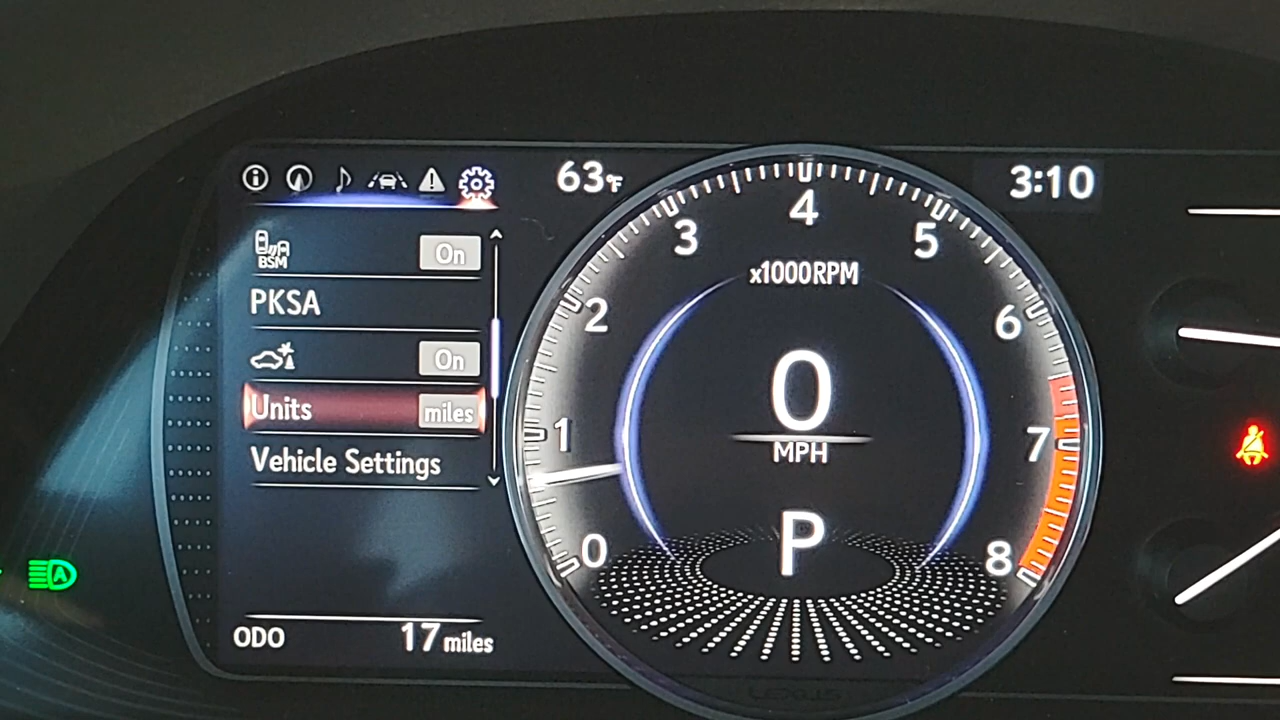 63°F
3:10
BSM On
PKSA
On
Units miles
Vehicle Settings
ODO 17 miles
0
1
2
3
4
5
6
7
8
x1000RPM
0
MPH
P
A
LEXUS